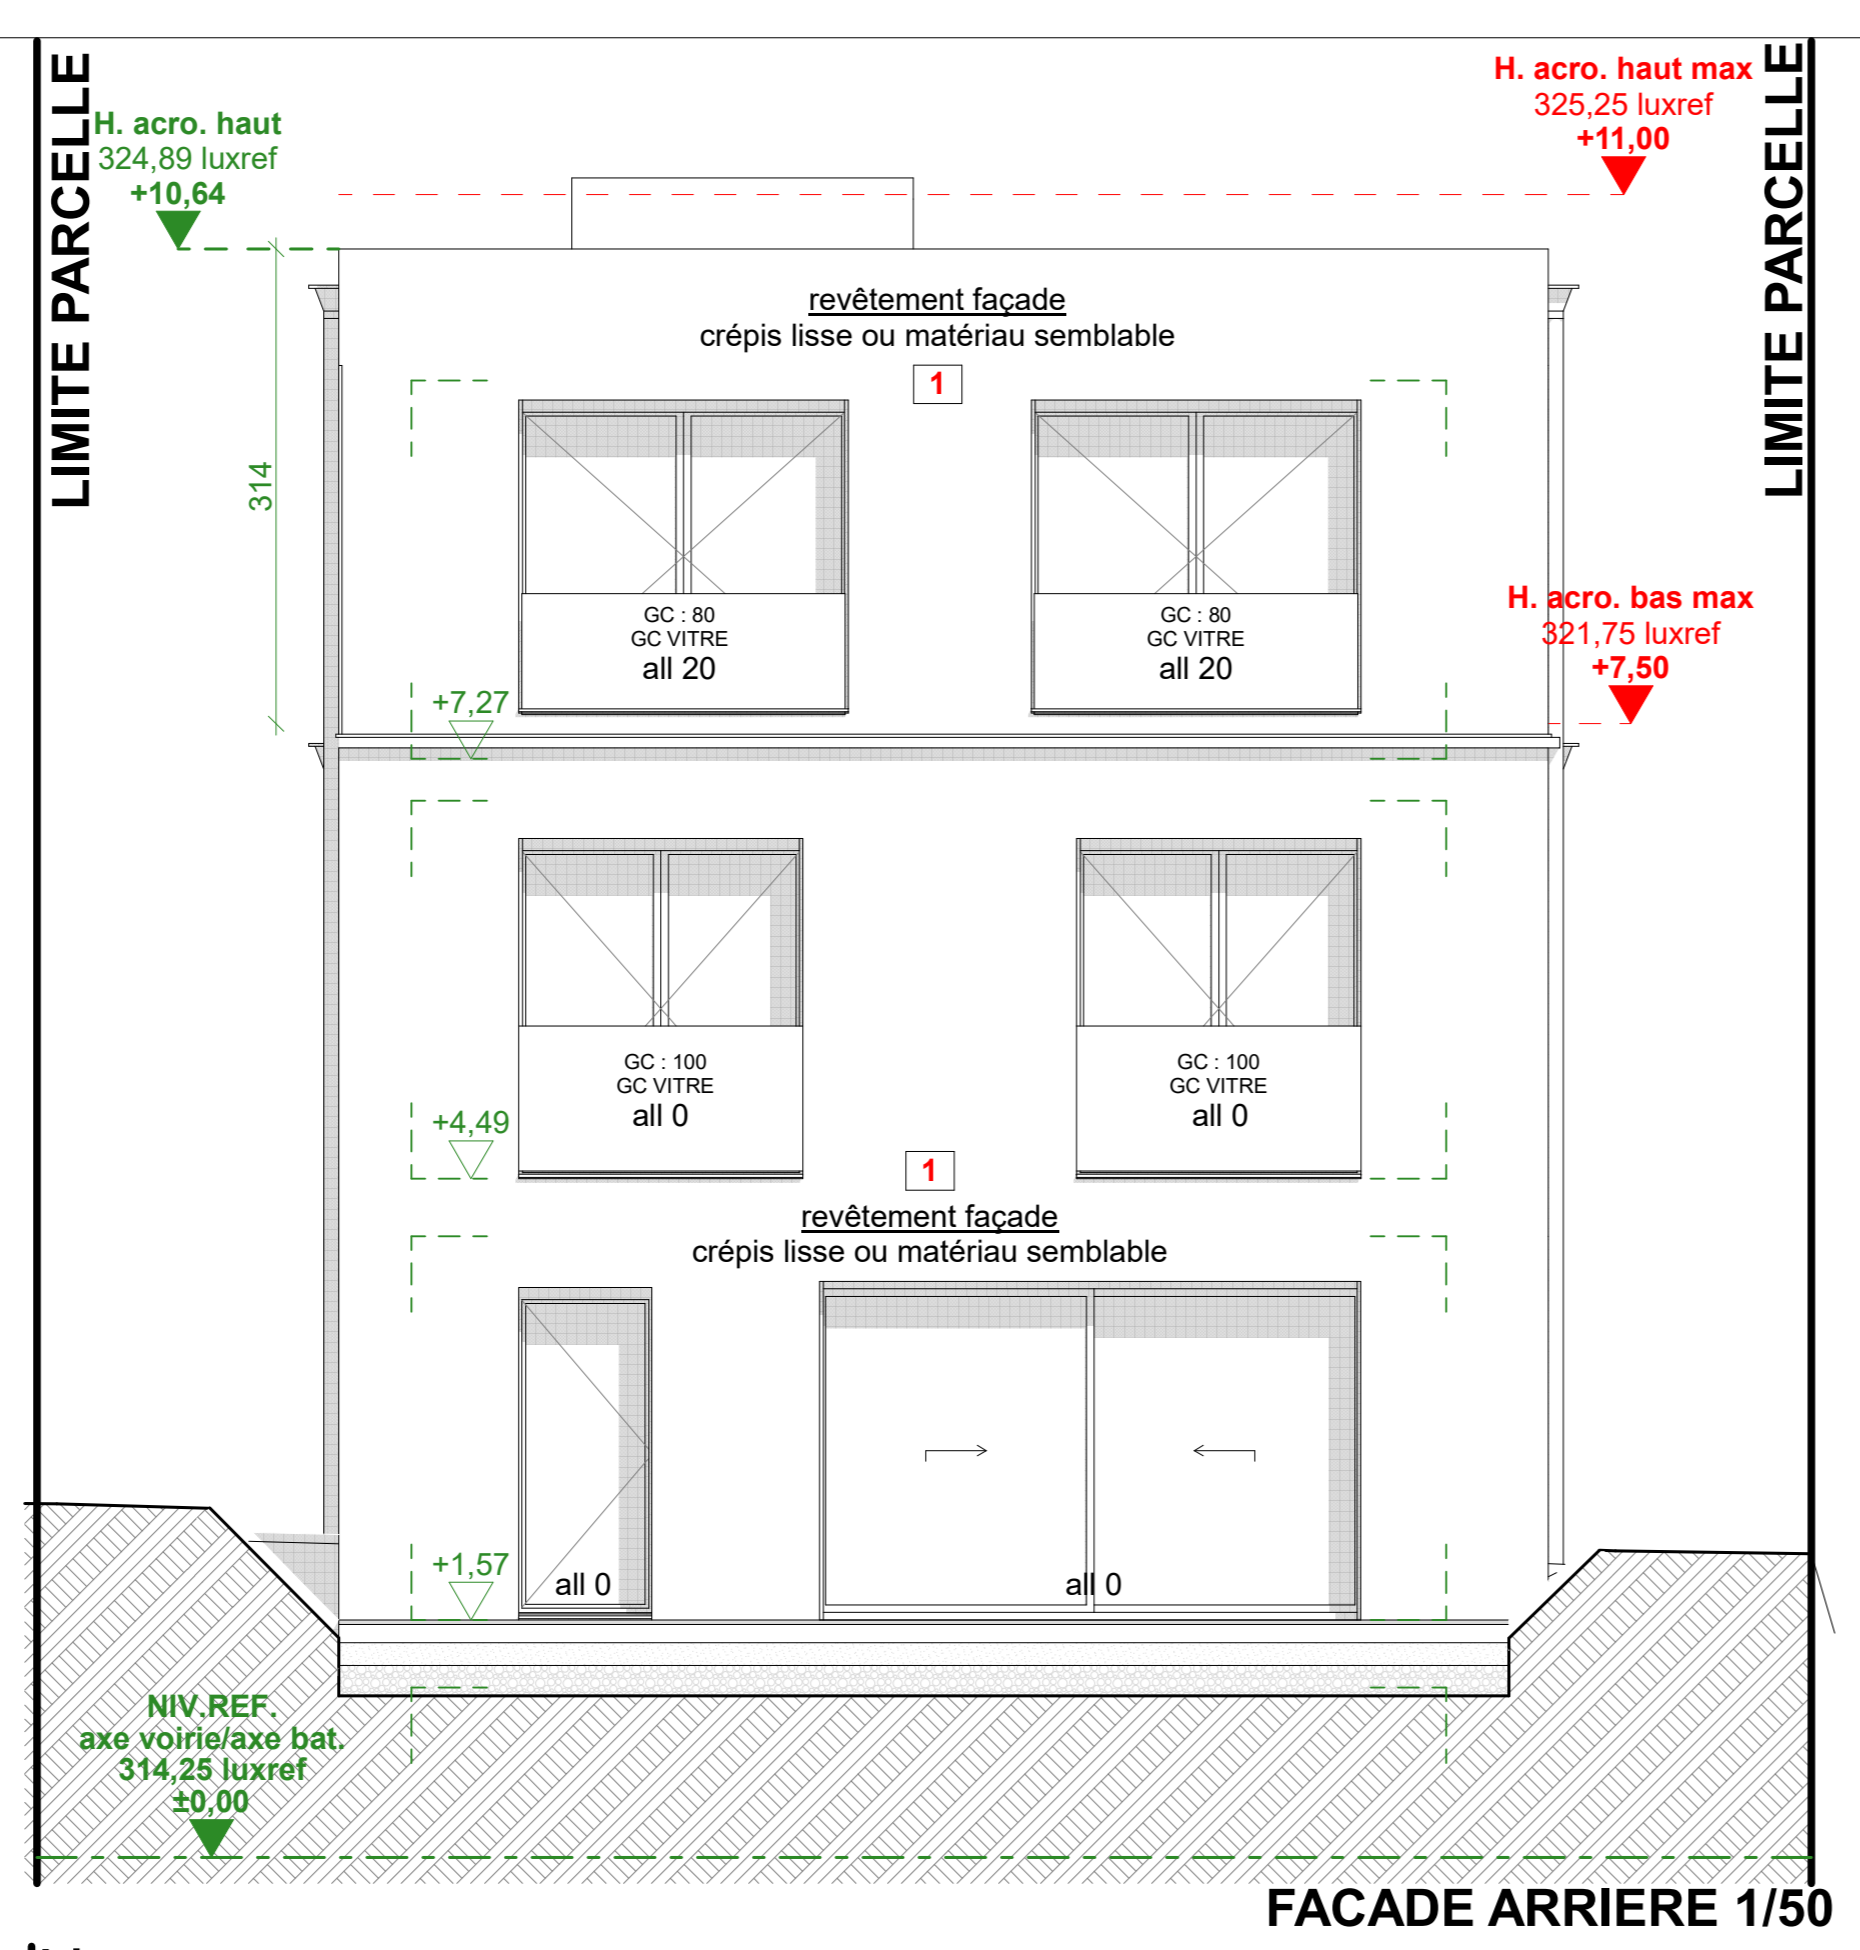 LIMITE PARCELLE
H. acro. haut
324,89 luxref
+10,64
H. acro. haut max
325,25 luxref
+11,00
LIMITE PARCELLE
revêtement façade
crépis lisse ou matériau semblable
1
314
GC : 80
GC VITRE
all 20
GC : 80
GC VITRE
all 20
H. acro. bas max
321,75 luxref
+7,50
+7,27
GC : 100
GC VITRE
all 0
GC : 100
GC VITRE
all 0
+4,49
1
revêtement façade
crépis lisse ou matériau semblable
+1,57
all 0
all 0
NIV.REF.
axe voirie/axe bat.
314,25 luxref
±0,00
FACADE ARRIERE 1/50